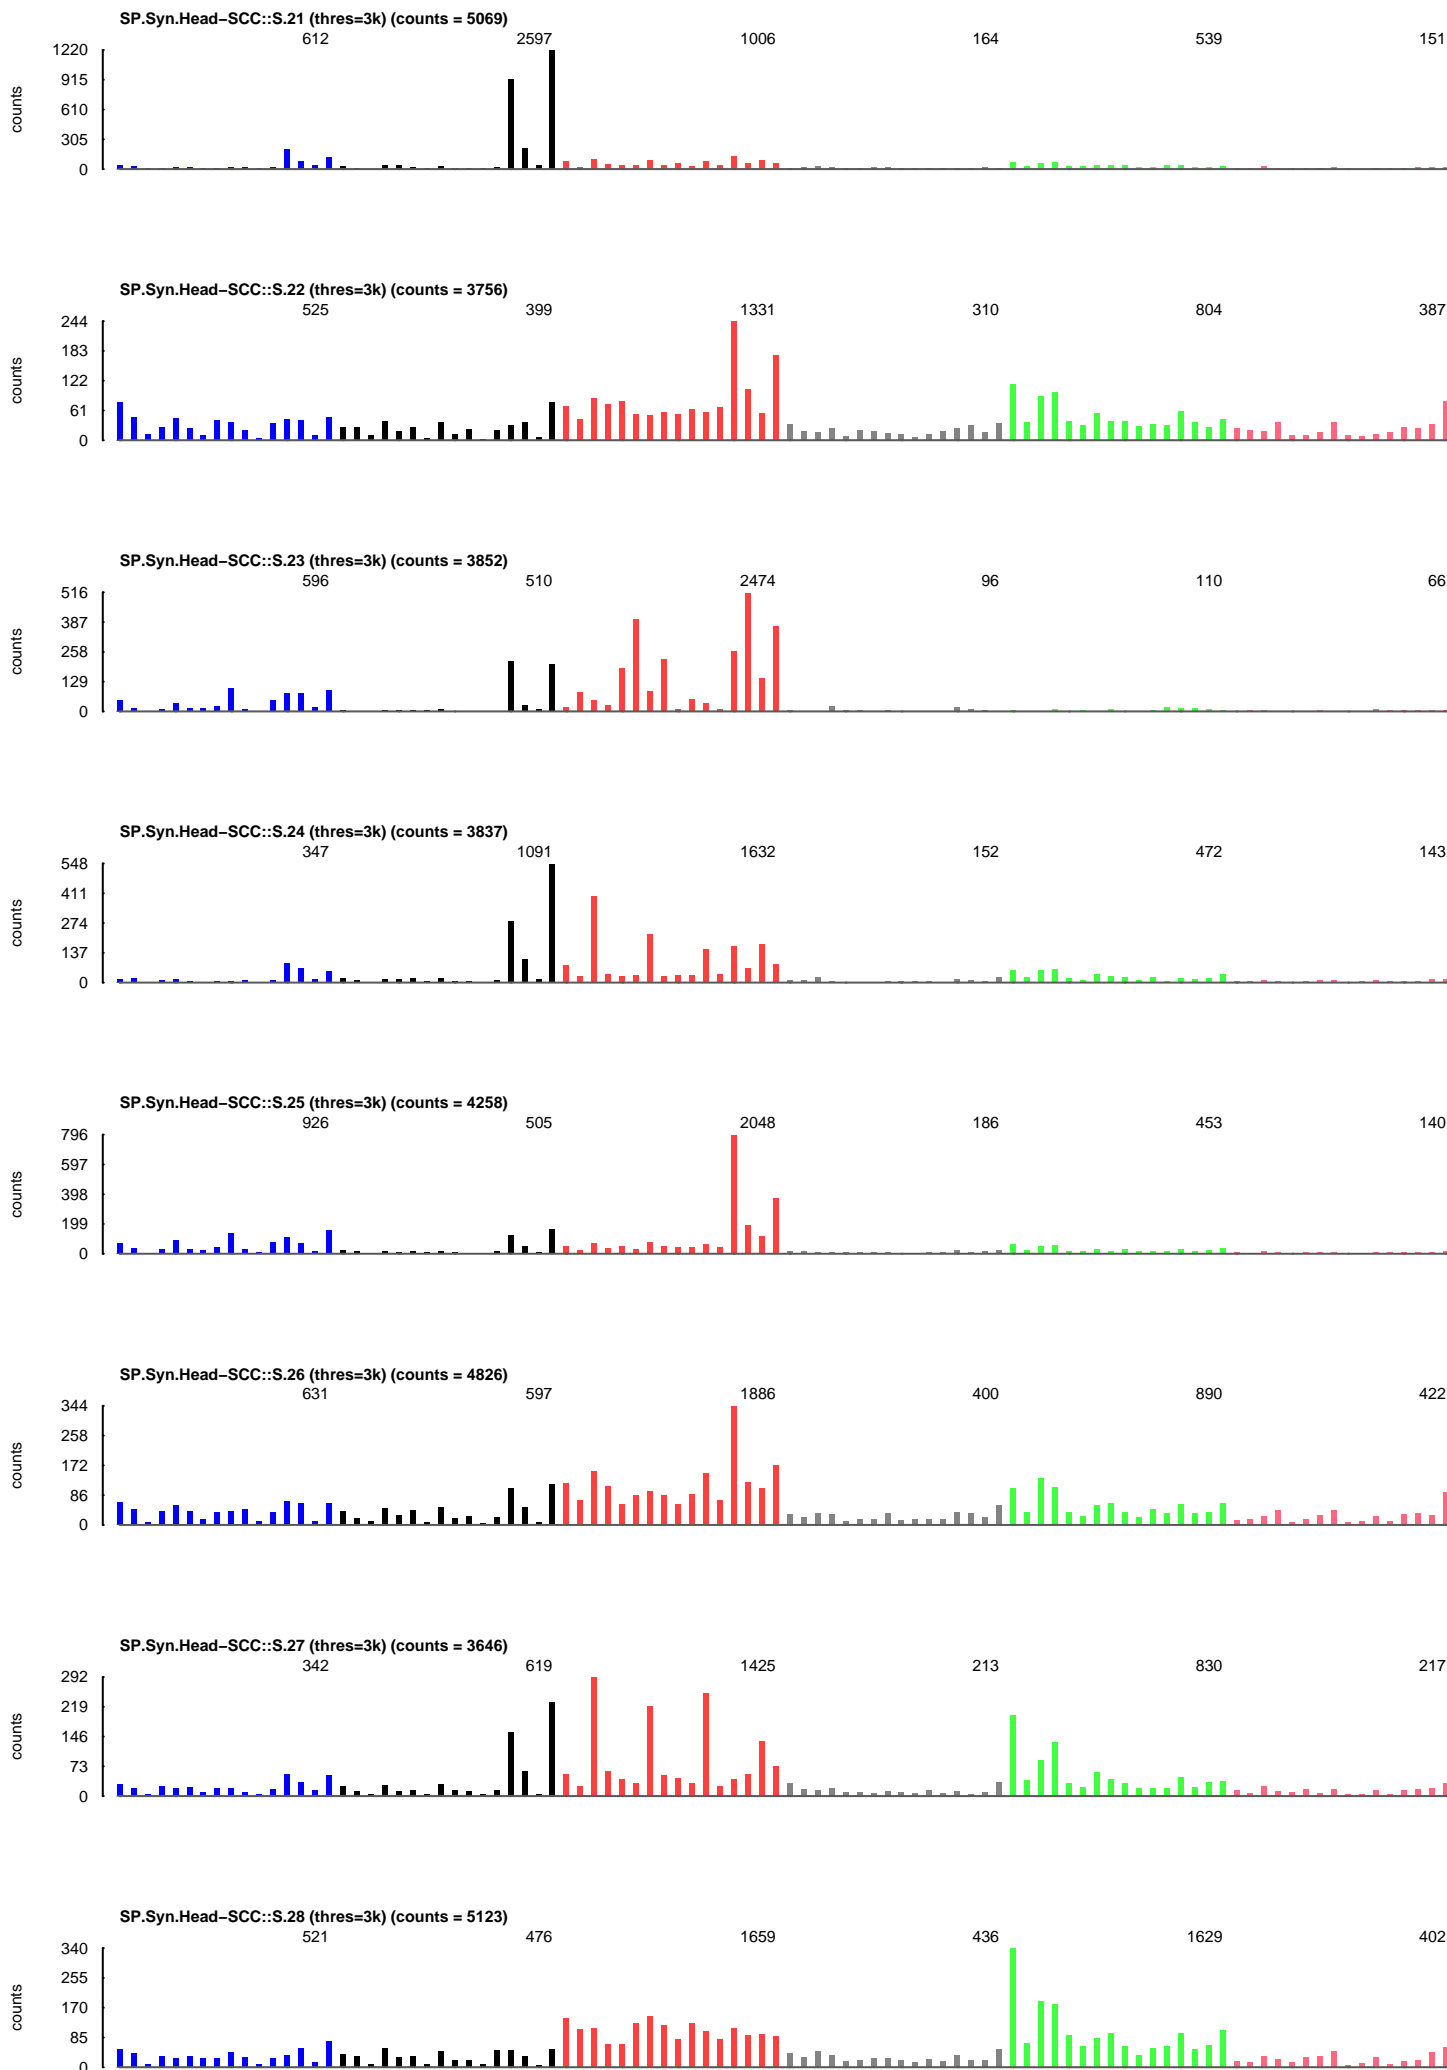 SP.Syn.Head−SCC::S.21 (thres=3k) (counts = 5069)
612 2597 1006 164 539 151
1220
915
610
305
0
counts
SP.Syn.Head−SCC::S.22 (thres=3k) (counts = 3756)
525 399 1331 310 804 387
244
183
122
61
0
counts
SP.Syn.Head−SCC::S.23 (thres=3k) (counts = 3852)
596 510 2474 96 110 66
516
387
258
129
0
counts
SP.Syn.Head−SCC::S.24 (thres=3k) (counts = 3837)
347 1091 1632 152 472 143
548
411
274
137
0
counts
SP.Syn.Head−SCC::S.25 (thres=3k) (counts = 4258)
926 505 2048 186 453 140
796
597
398
199
0
counts
SP.Syn.Head−SCC::S.26 (thres=3k) (counts = 4826)
631 597 1886 400 890 422
344
258
172
86
0
counts
SP.Syn.Head−SCC::S.27 (thres=3k) (counts = 3646)
342 619 1425 213 830 217
292
219
146
73
0
counts
SP.Syn.Head−SCC::S.28 (thres=3k) (counts = 5123)
521 476 1659 436 1629 402
340
255
170
85
0
counts